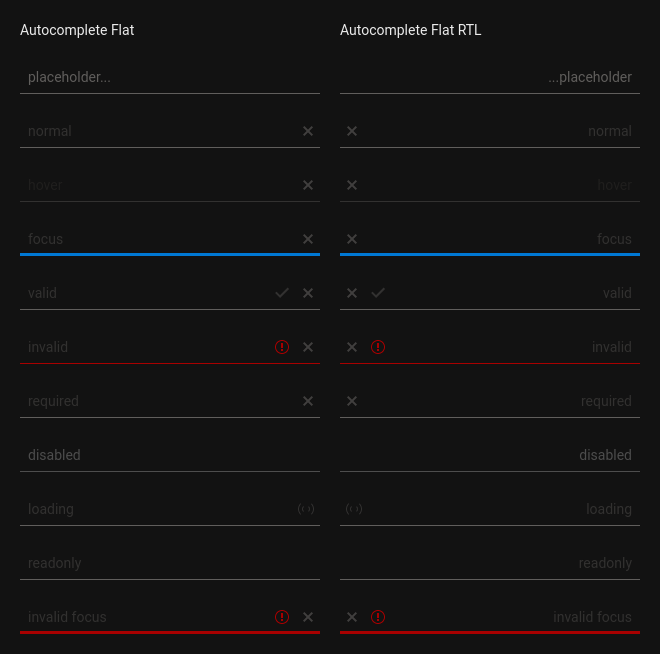 Autocomplete Flat
placeholder...
normal
hover
focus
valid
invalid
required
disabled
loading
readonly
invalid focus
Autocomplete Flat RTL
...placeholder
normal
hover
focus
valid
invalid
required
disabled
loading
readonly
invalid focus